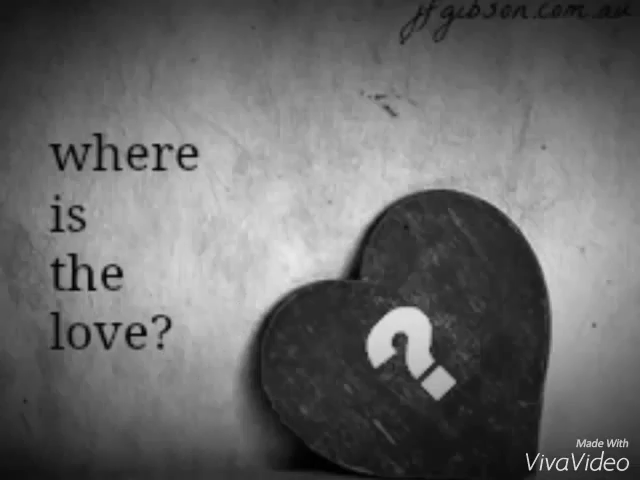 jfgibson.com.au
where
is
the
love?
?
Made With
VivaVideo